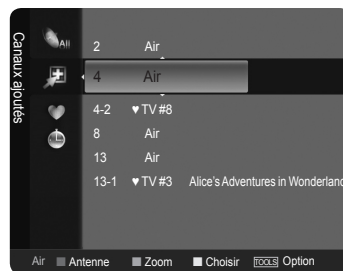 Canaux ajoutés
All
2 Air
4 Air
4-2 ♥ TV #8
8 Air
13 Air
13-1 ♥ TV #3 Alice's Adventures in Wonderland
Air Antenne Zoom Choisir TOOLS Option